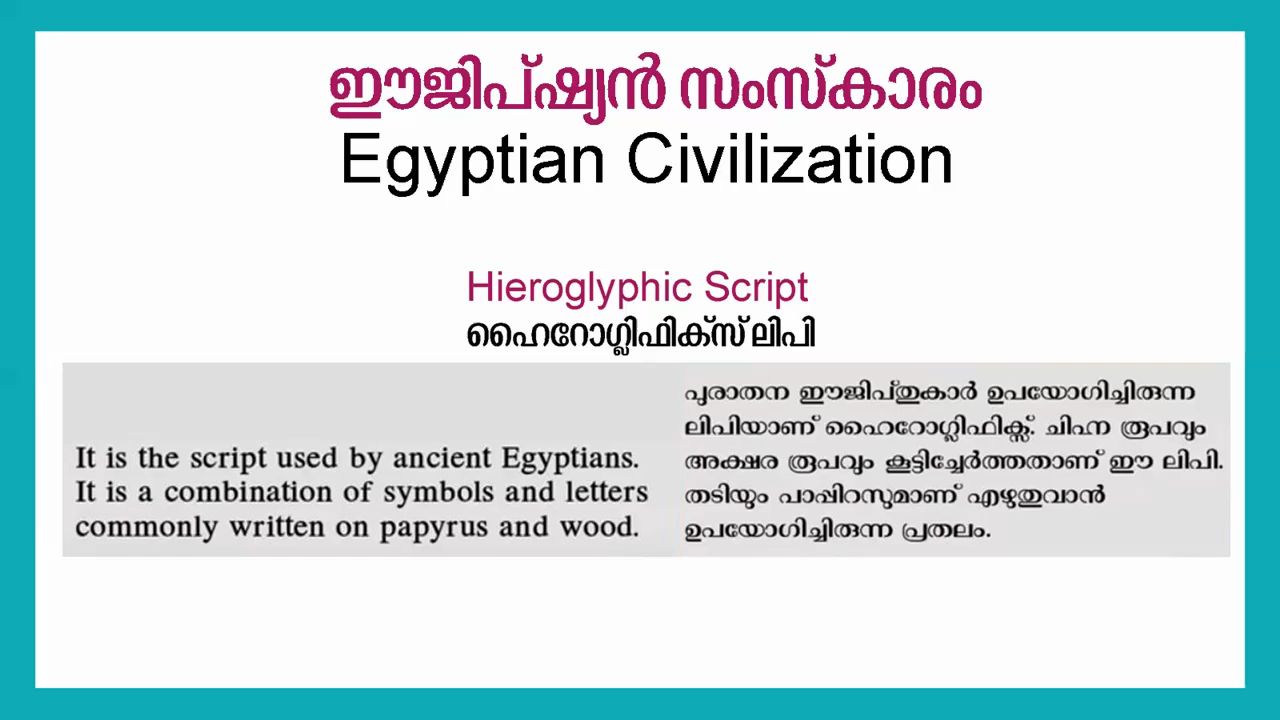 ഈജിപ്ഷ്യൻ സംസ്കാരം
Egyptian Civilization
Hieroglyphic Script
ഹൈറോഗ്ലിഫിക്സ് ലിപി
It is the script used by ancient Egyptians.
It is a combination of symbols and letters
commonly written on papyrus and wood.
പുരാതന ഈജിപ്തുകാർ ഉപയോഗിച്ചിരുന്ന
ലിപിയാണ് ഹൈറോഗ്ലിഫിക്സ്. ചിഹ്ന രൂപവും
അക്ഷര രൂപവും കൂട്ടിച്ചേർത്തതാണ് ഈ ലിപി.
തടിയും പാപ്പിറസുമാണ് എഴുതുവാൻ
ഉപയോഗിച്ചിരുന്ന പ്രതലം.